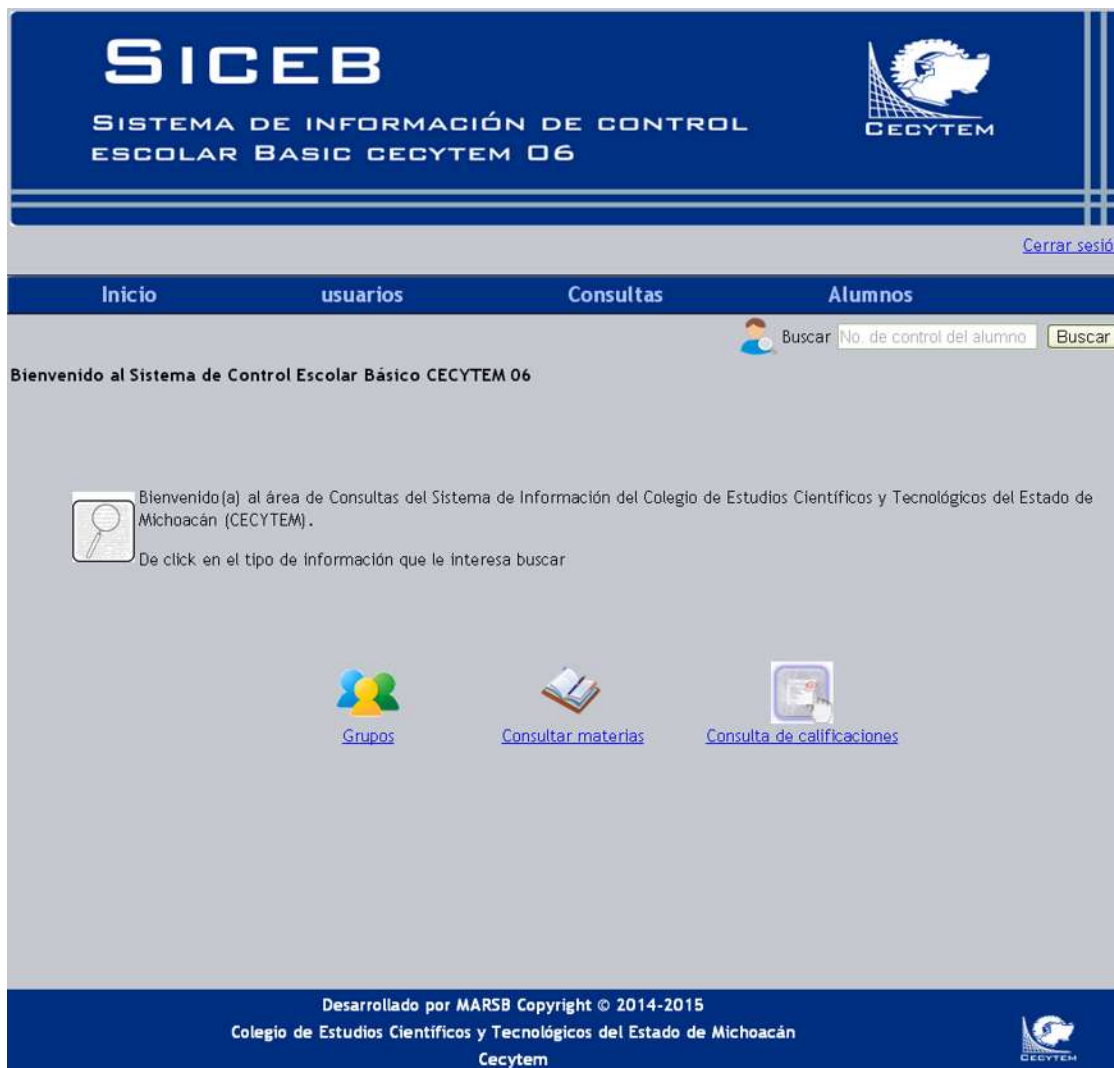 SICEB
SISTEMA DE INFORMACIÓN DE CONTROL
ESCOLAR BASIC CECYTEM 06
CECYTEM
Cerrar sesió
Inicio usuarios Consultas Alumnos
Buscar No. de control del alumno Buscar
Bienvenido al Sistema de Control Escolar Básico CECYTEM 06
Bienvenido(a) al área de Consultas del Sistema de Información del Colegio de Estudios Científicos y Tecnológicos del Estado de
Michoacán (CECYTEM).
De click en el tipo de información que le interesa buscar
Grupos Consultar materias Consulta de calificaciones
Desarrollado por MARSB Copyright © 2014-2015
Colegio de Estudios Científicos y Tecnológicos del Estado de Michoacán
Cecytem
CECYTEM